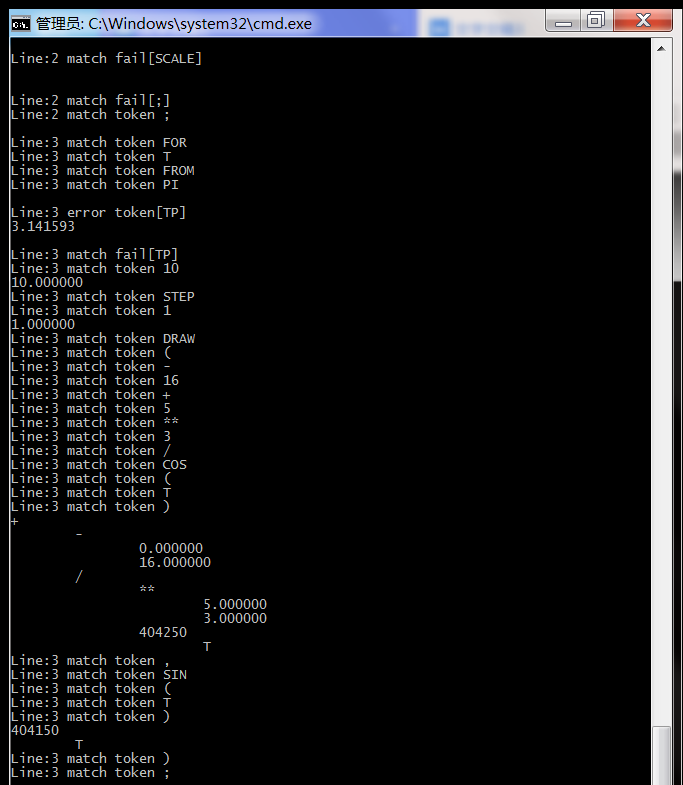 管理员: C:\Windows\system32\cmd.exe
Line:2 match fail[SCALE]
Line:2 match fail[;]
Line:2 match token ;
Line:3 match token FOR
Line:3 match token T
Line:3 match token FROM
Line:3 match token PI
Line:3 error token[TP]
3.141593
Line:3 match fail[TP]
Line:3 match token 10
10.000000
Line:3 match token STEP
Line:3 match token 1
1.000000
Line:3 match token DRAW
Line:3 match token (
Line:3 match token -
Line:3 match token 16
Line:3 match token +
Line:3 match token 5
Line:3 match token **
Line:3 match token 3
Line:3 match token /
Line:3 match token COS
Line:3 match token (
Line:3 match token T
Line:3 match token )
+
-
0.000000
16.000000
/
**
5.000000
3.000000
404250
T
Line:3 match token ,
Line:3 match token SIN
Line:3 match token (
Line:3 match token T
Line:3 match token )
404150
T
Line:3 match token )
Line:3 match token ;